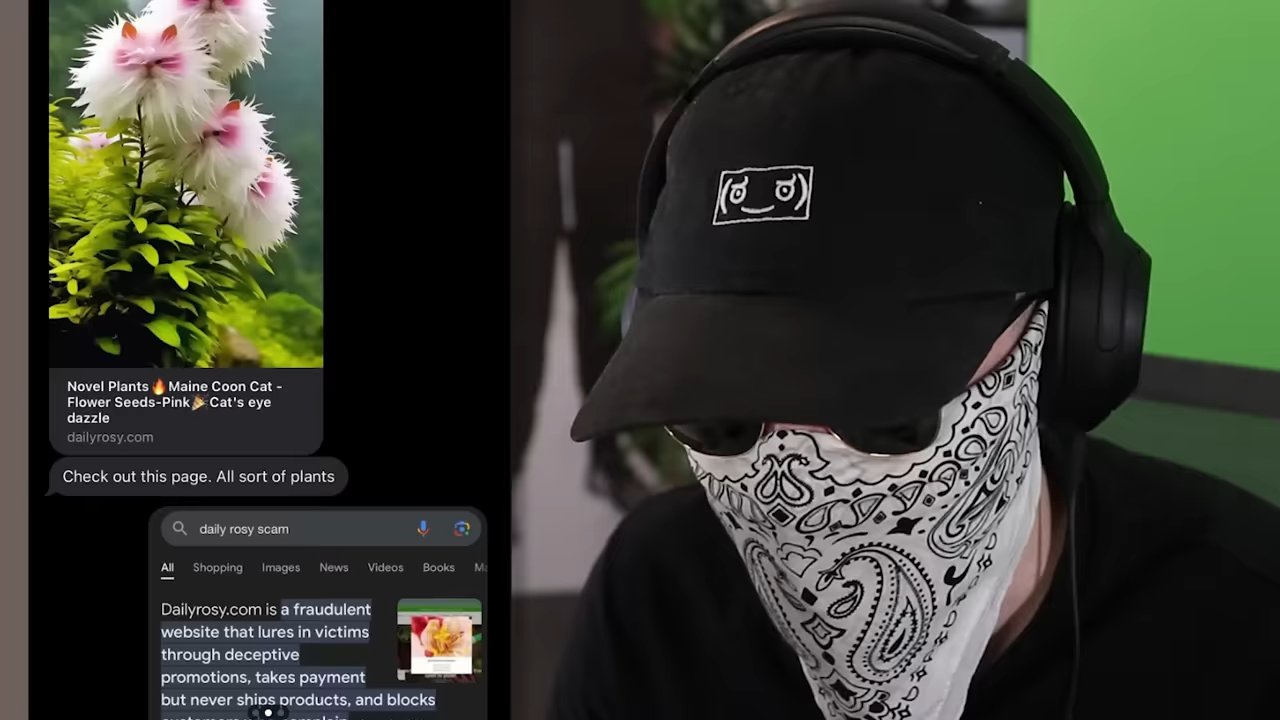 Novel Plants🔥Maine Coon Cat -
Flower Seeds-Pink🎉Cat's eye
dazzle
dailyrosy.com
Check out this page. All sort of plants
daily rosy scam
All Shopping Images News Videos Books
Dailyrosy.com is a fraudulent
website that lures in victims
through deceptive
promotions, takes payment
but never ships products, and blocks